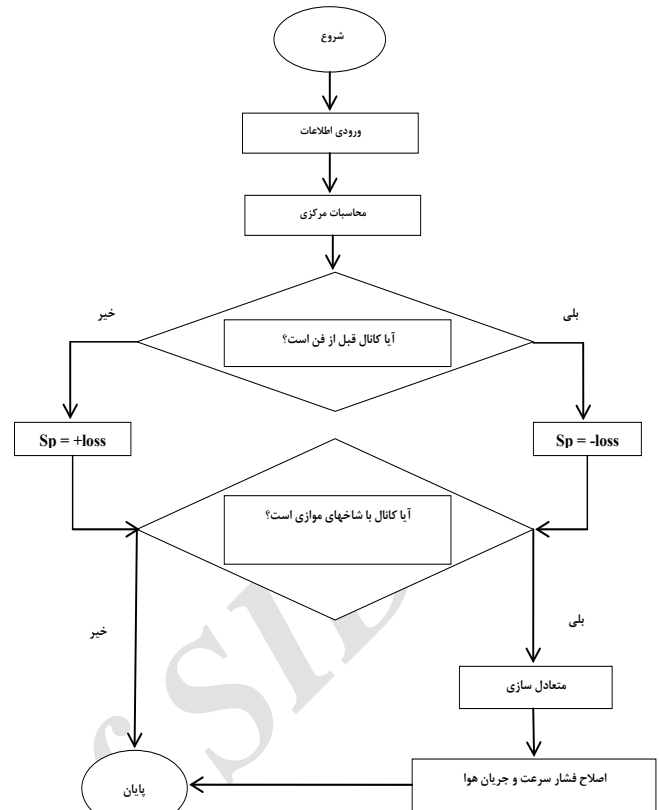 شروع
ورودی اطلاعات
محاسبات مرکزی
بلی
خیر
آیا کانال قبل از فن است؟
Sp = -loss
Sp = +loss
آیا کانال با شاخهای موازی است؟
بلی
خیر
متعادل سازی
اصلاح فشار سرعت و جریان هوا
پایان
f SID